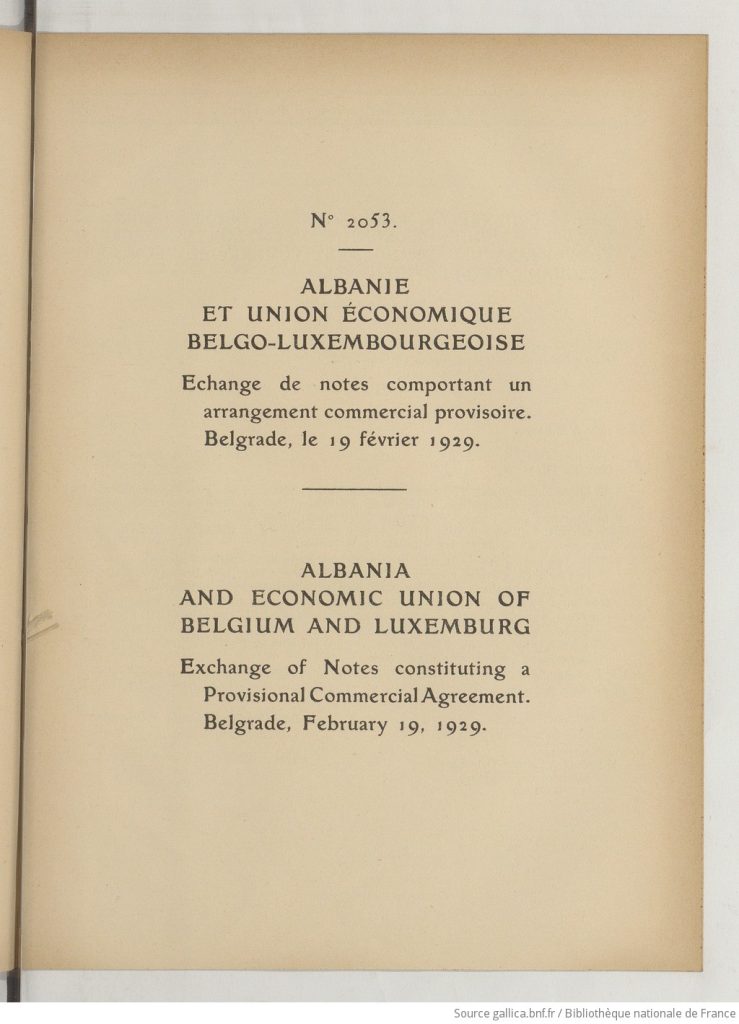 N° 2053.
ALBANIE
ET UNION ÉCONOMIQUE
BELGO-LUXEMBOURGEOISE
Echange de notes comportant un
arrangement commercial provisoire.
Belgrade, le 19 février 1929.
ALBANIA
AND ECONOMIC UNION OF
BELGIUM AND LUXEMBURG
Exchange of Notes constituting a
Provisional Commercial Agreement.
Belgrade, February 19, 1929.
Source gallica.bnf.fr / Bibliothèque nationale de France